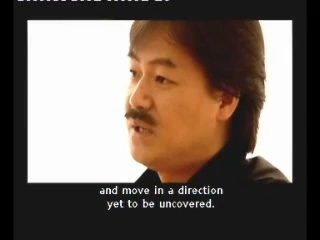 and move in a direction
yet to be uncovered.